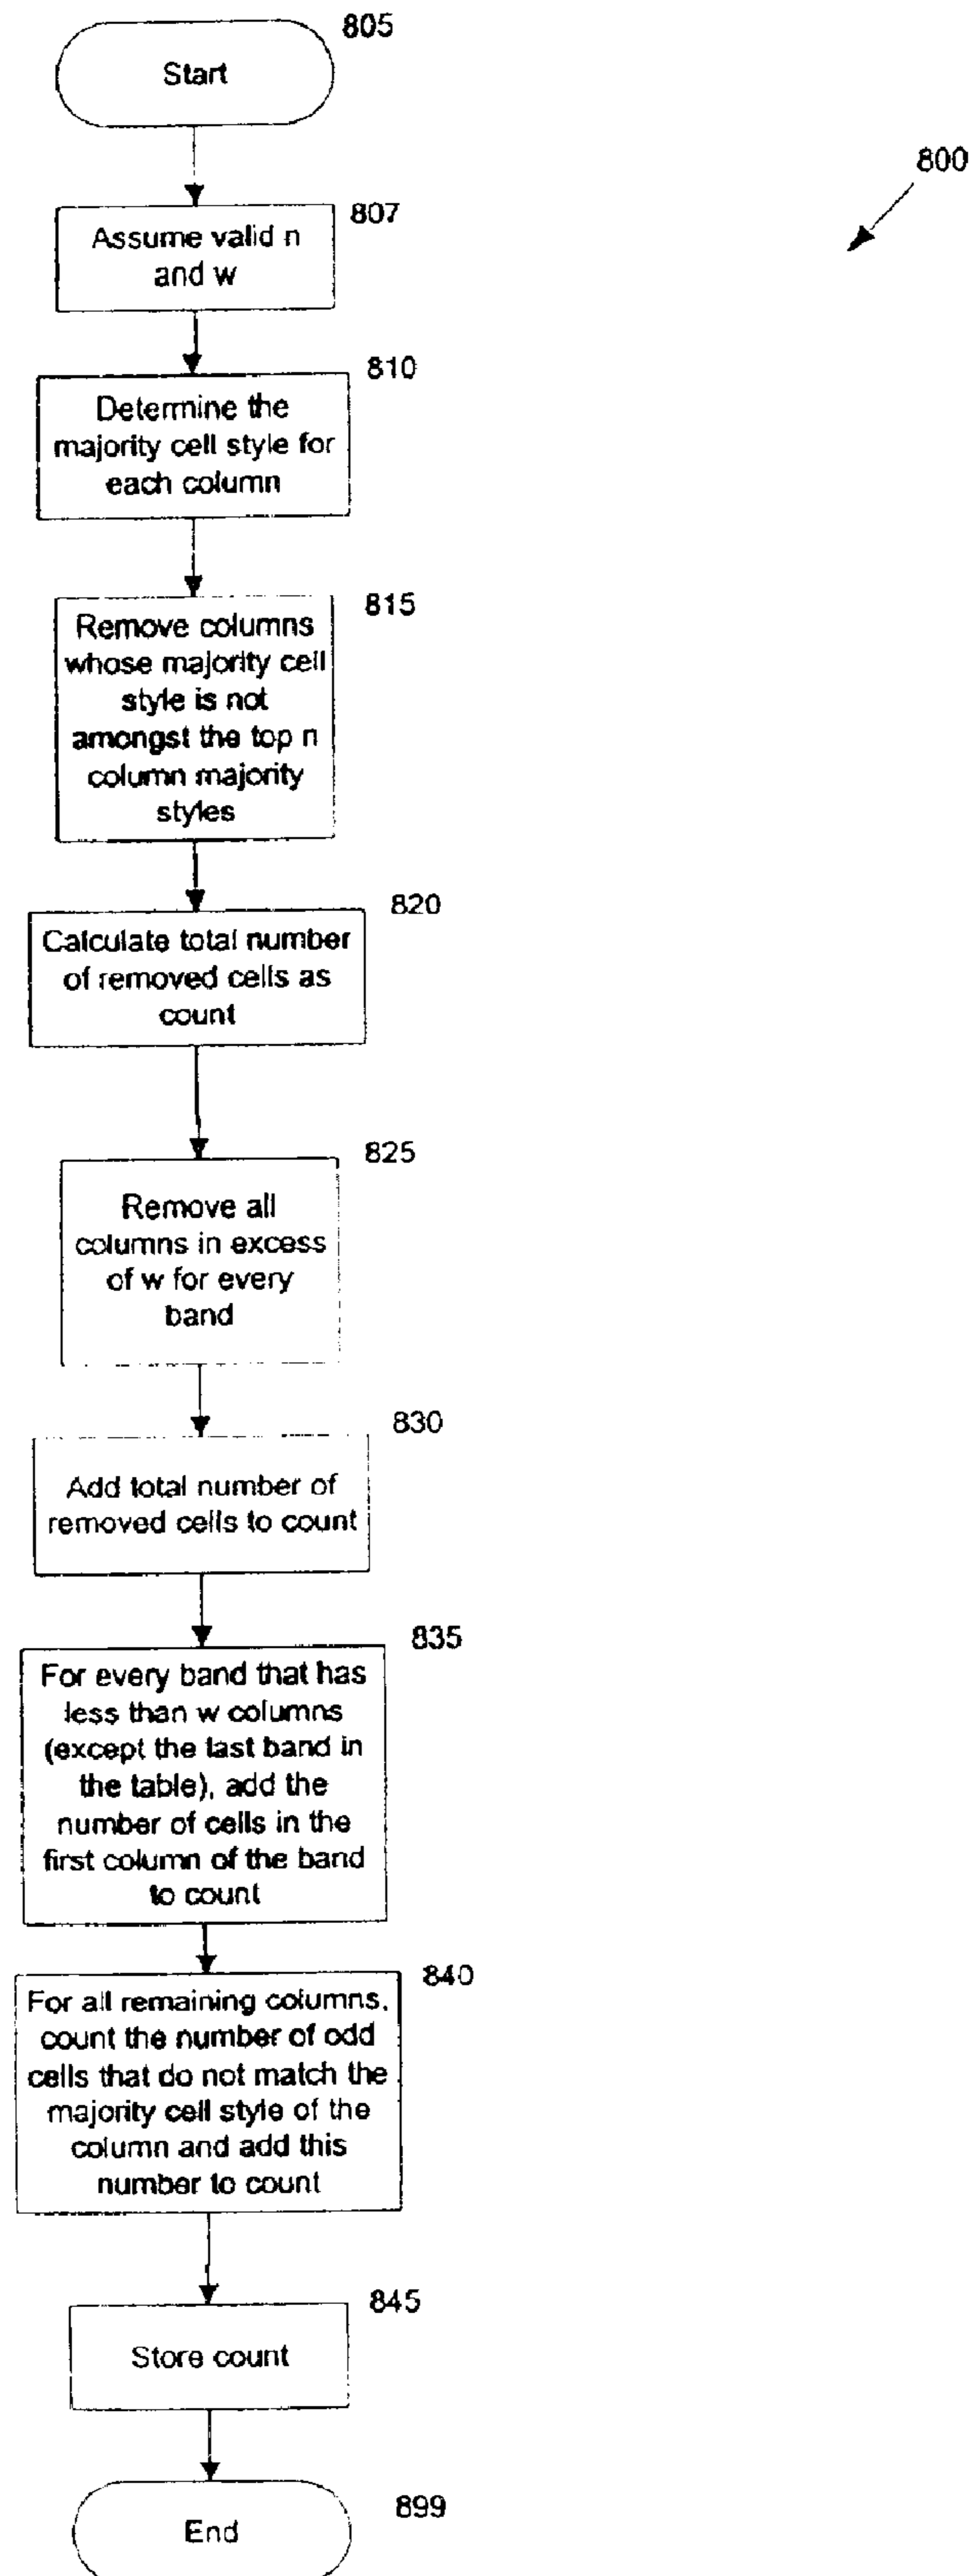 805
Start
800
807
Assume valid n
and w
810
Determine the
majority cell style for
each column
815
Remove columns
whose majority cell
style is not
amongst the top n
column majority
styles
820
Calculate total number
of removed cells as
count
825
Remove all
columns in excess
of w for every
band
830
Add total number of
removed cells to count
835
For every band that has
less than w columns
(except the last band in
the table), add the
number of cells in the
first column of the band
to count
840
For all remaining columns,
count the number of odd
cells that do not match the
majority cell style of the
column and add this
number to count
845
Store count
899
End